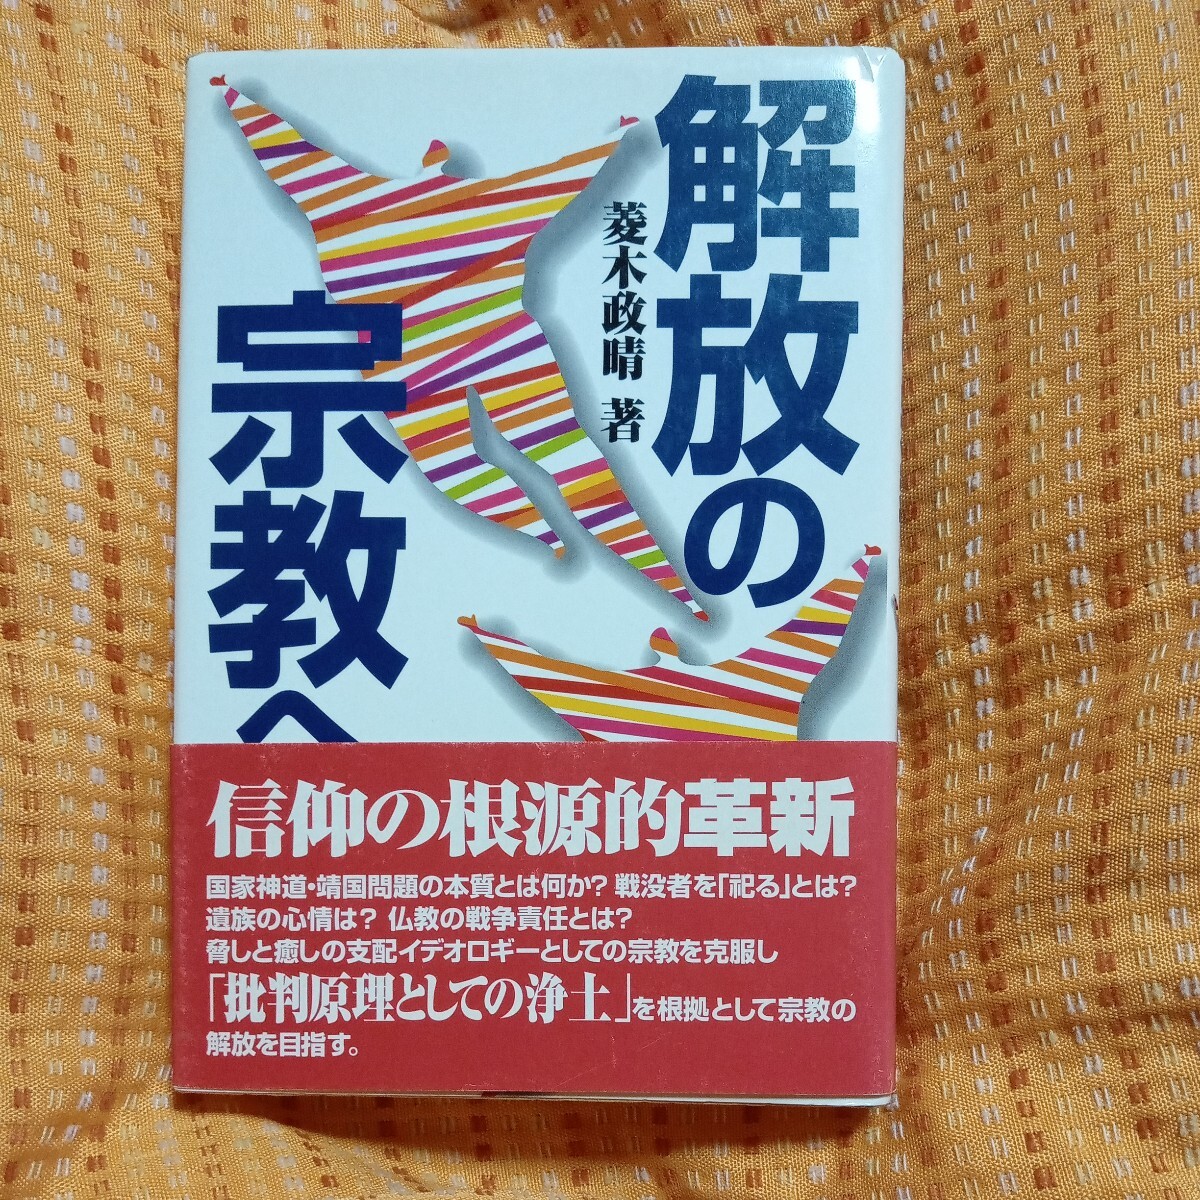 解放の
宗教へ
菱木政晴 著
信仰の根源的革新
国家神道・靖国問題の本質とは何か? 戦没者を「祀る」とは?
遺族の心情は? 仏教の戦争責任とは?
脅しと癒しの支配イデオロギーとしての宗教を克服し
「批判原理としての浄土」を根拠として宗教の
解放を目指す。